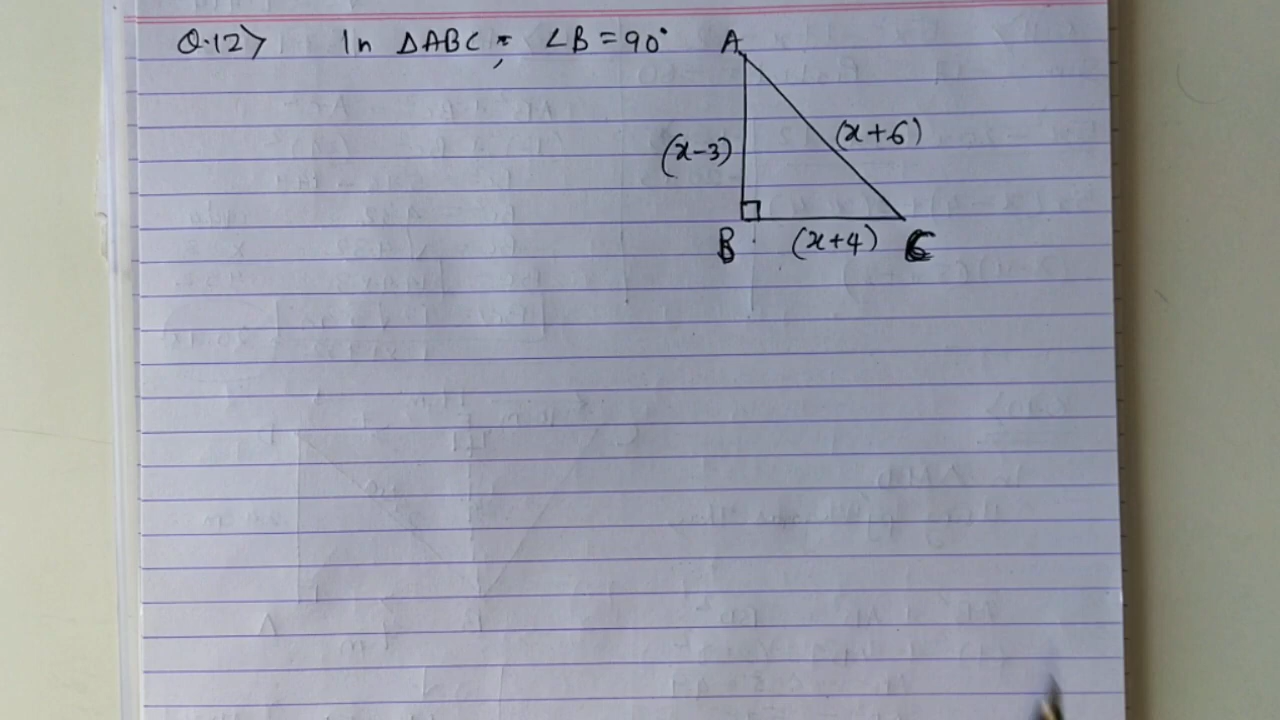 Q.12> In ΔABC, ∠B = 90°
A
(x-3)
(x+6)
B
(x+4)
C